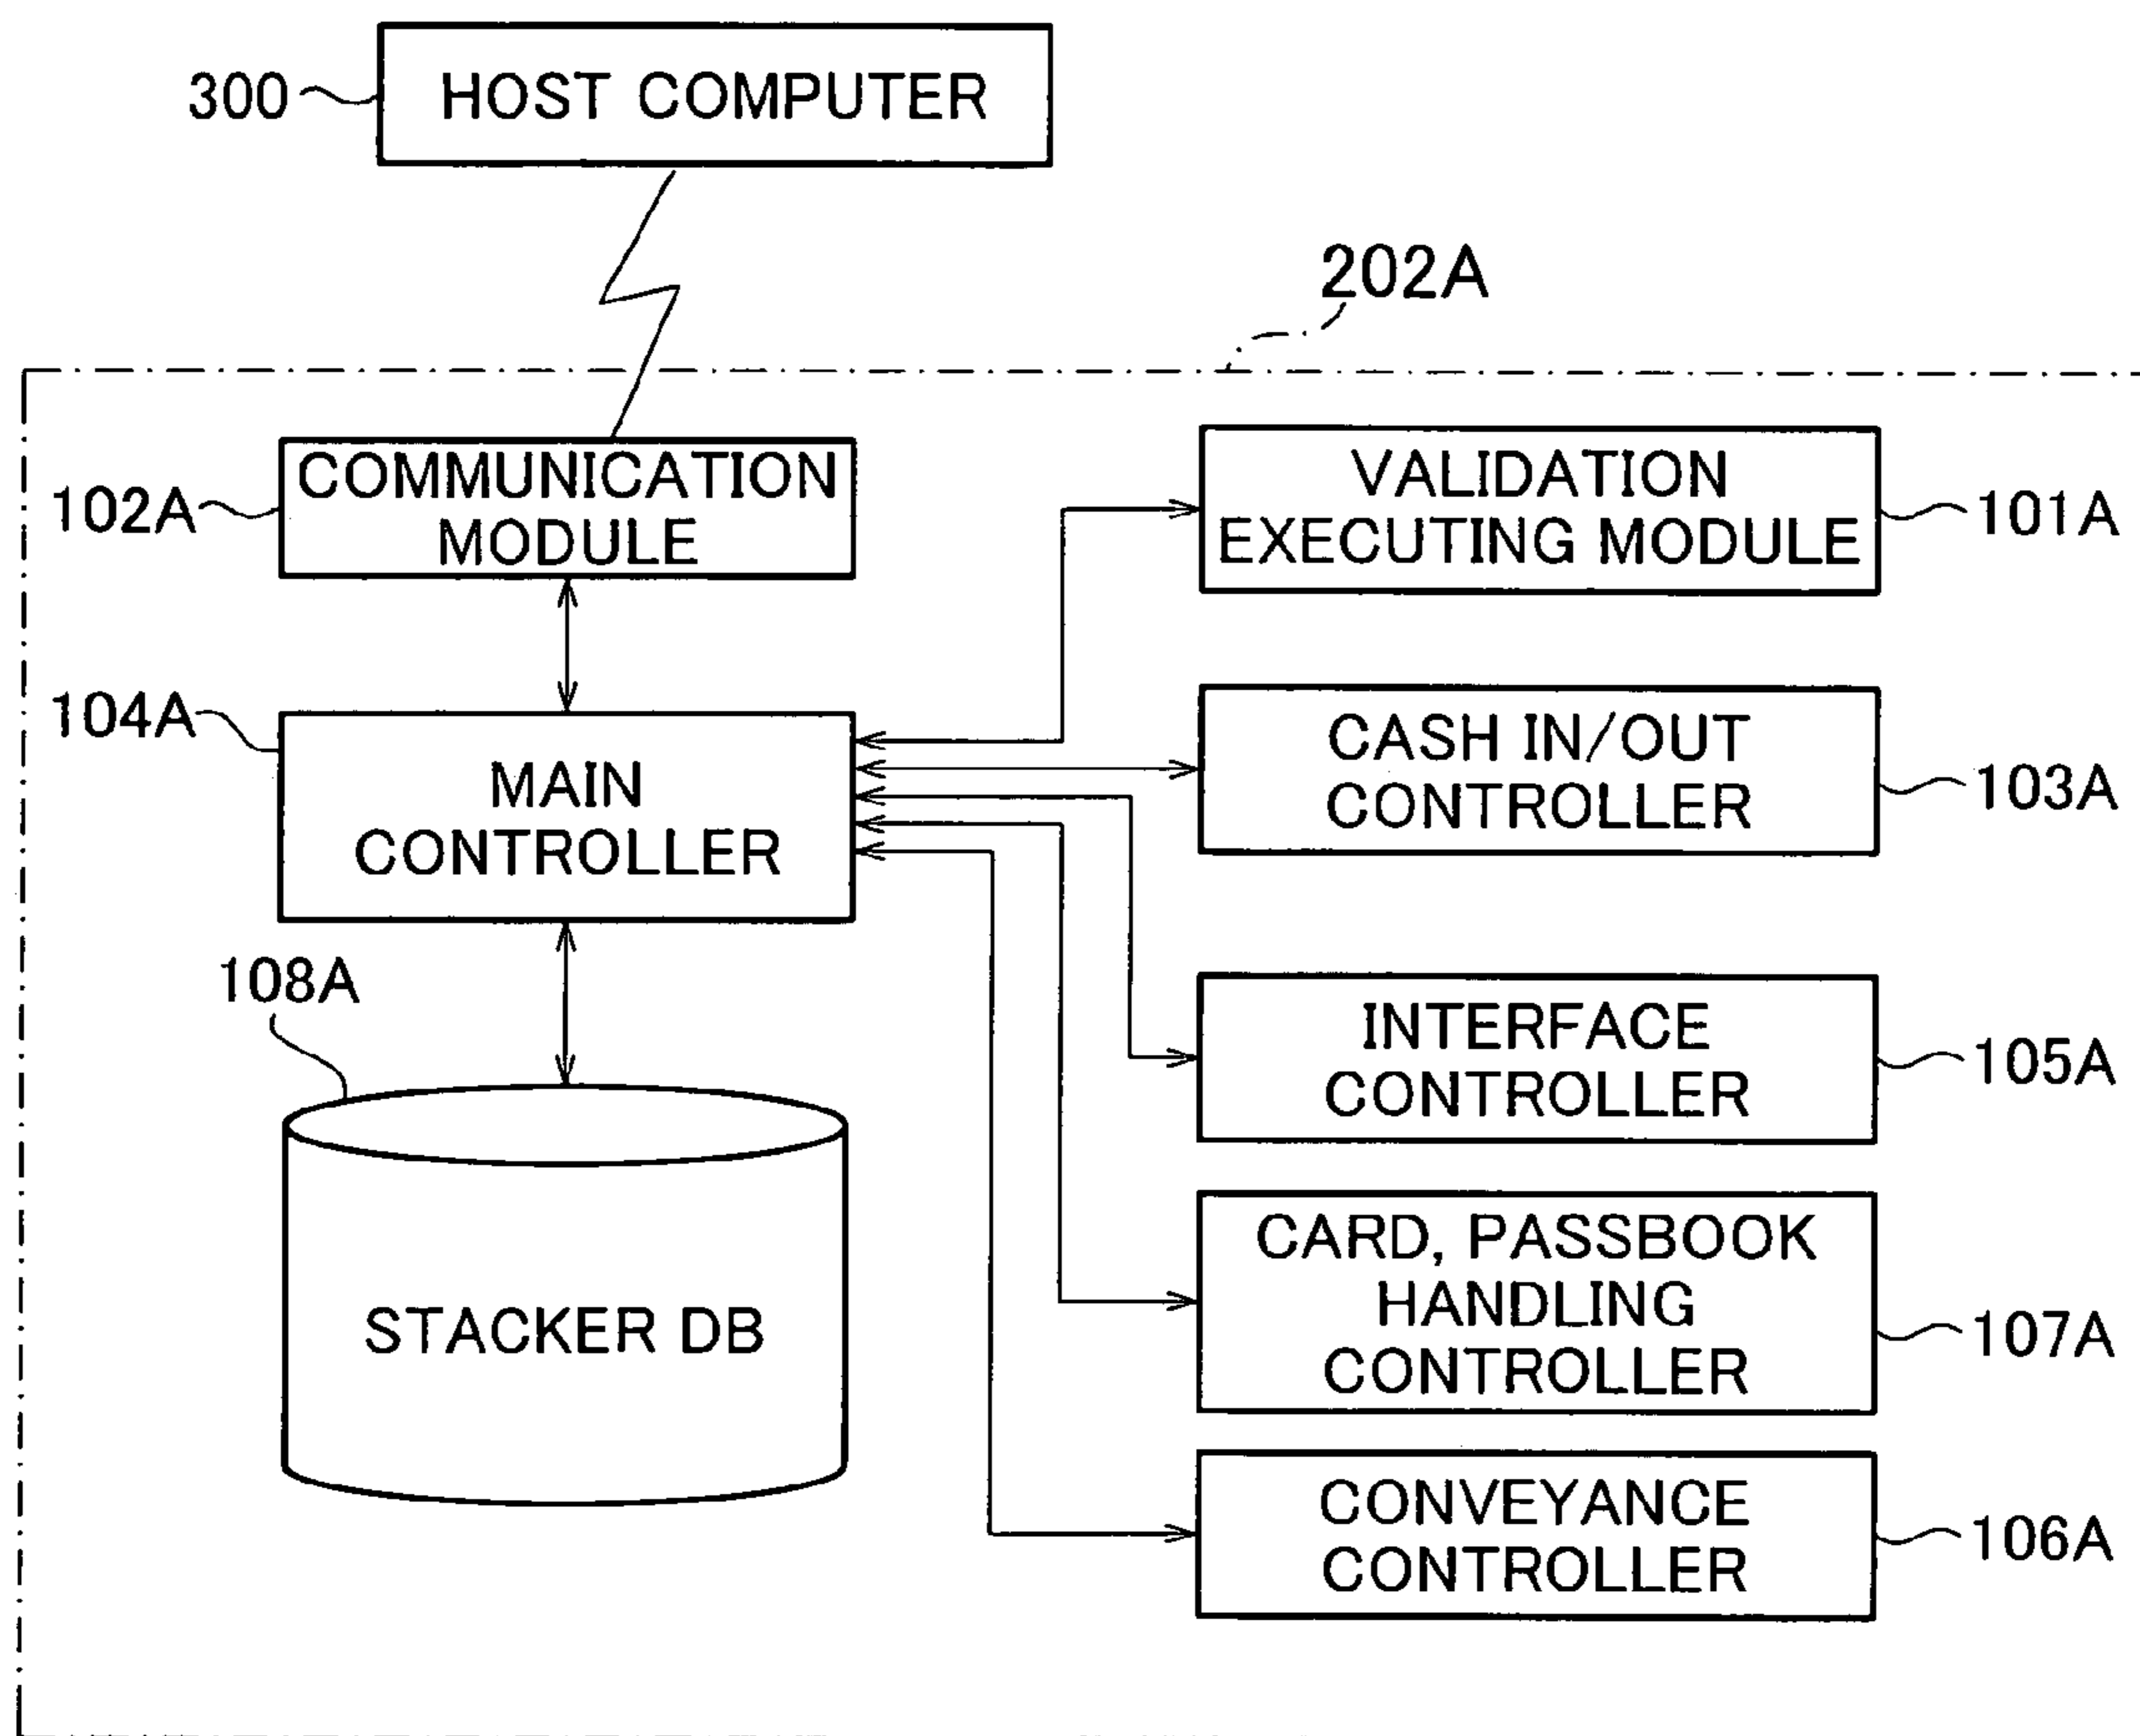 300
HOST COMPUTER
202A
102A
COMMUNICATION
MODULE
VALIDATION
EXECUTING MODULE
101A
104A
MAIN
CONTROLLER
CASH IN/OUT
CONTROLLER
103A
108A
STACKER DB
INTERFACE
CONTROLLER
105A
CARD, PASSBOOK
HANDLING
CONTROLLER
107A
CONVEYANCE
CONTROLLER
106A